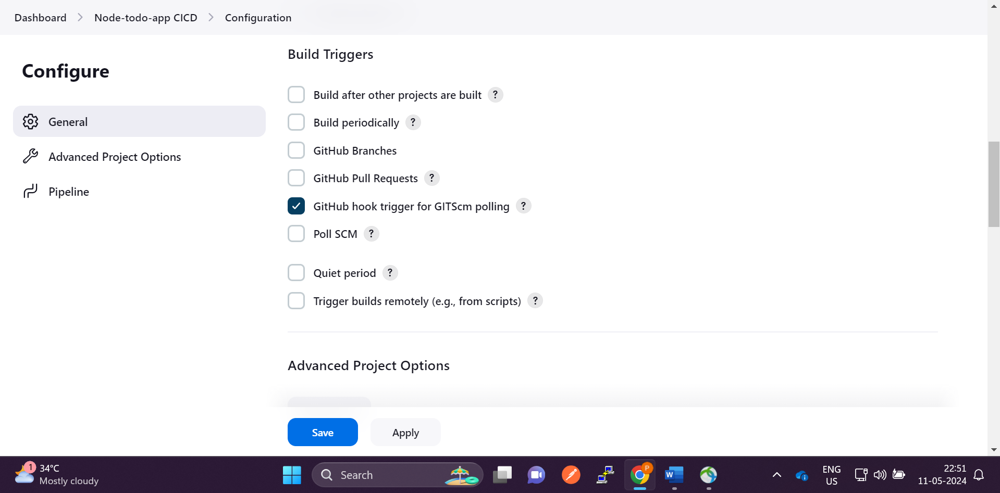 Dashboard > Node-todo-app CICD > Configuration
Configure
General
Advanced Project Options
Pipeline
Build Triggers
Build after other projects are built ?
Build periodically ?
GitHub Branches
GitHub Pull Requests ?
GitHub hook trigger for GITScm polling ?
Poll SCM ?
Quiet period ?
Trigger builds remotely (e.g., from scripts) ?
Advanced Project Options
Save Apply
1
34°C
Mostly cloudy
Search
P
W
ENG
US
22:51
11-05-2024